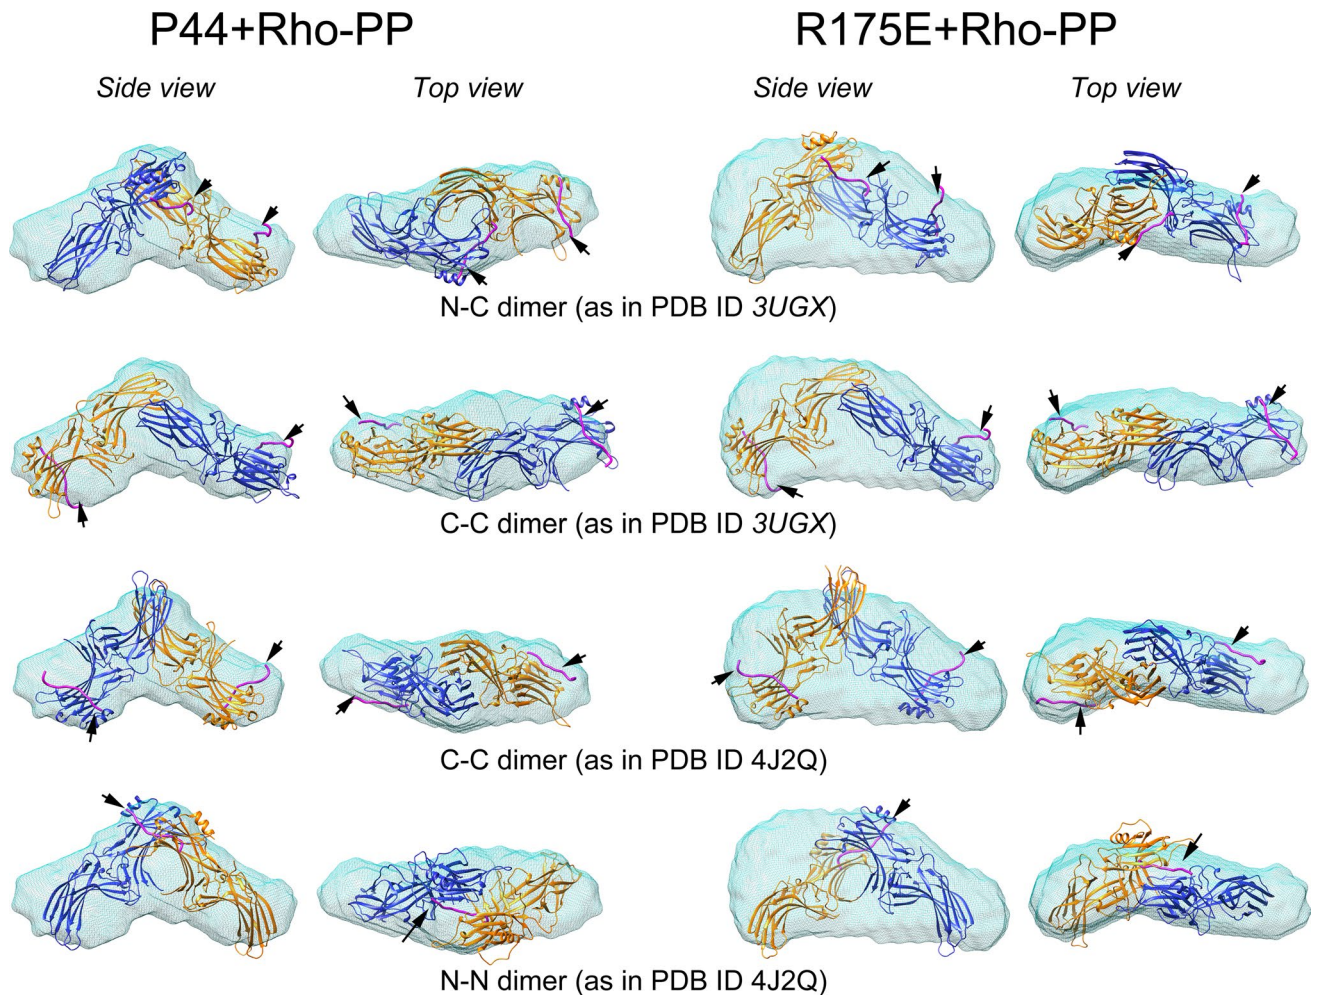 P44+Rho-PP
R175E+Rho-PP
Side view
Top view
Side view
Top view
N-C dimer (as in PDB ID 3UGX)
C-C dimer (as in PDB ID 3UGX)
C-C dimer (as in PDB ID 4J2Q)
N-N dimer (as in PDB ID 4J2Q)